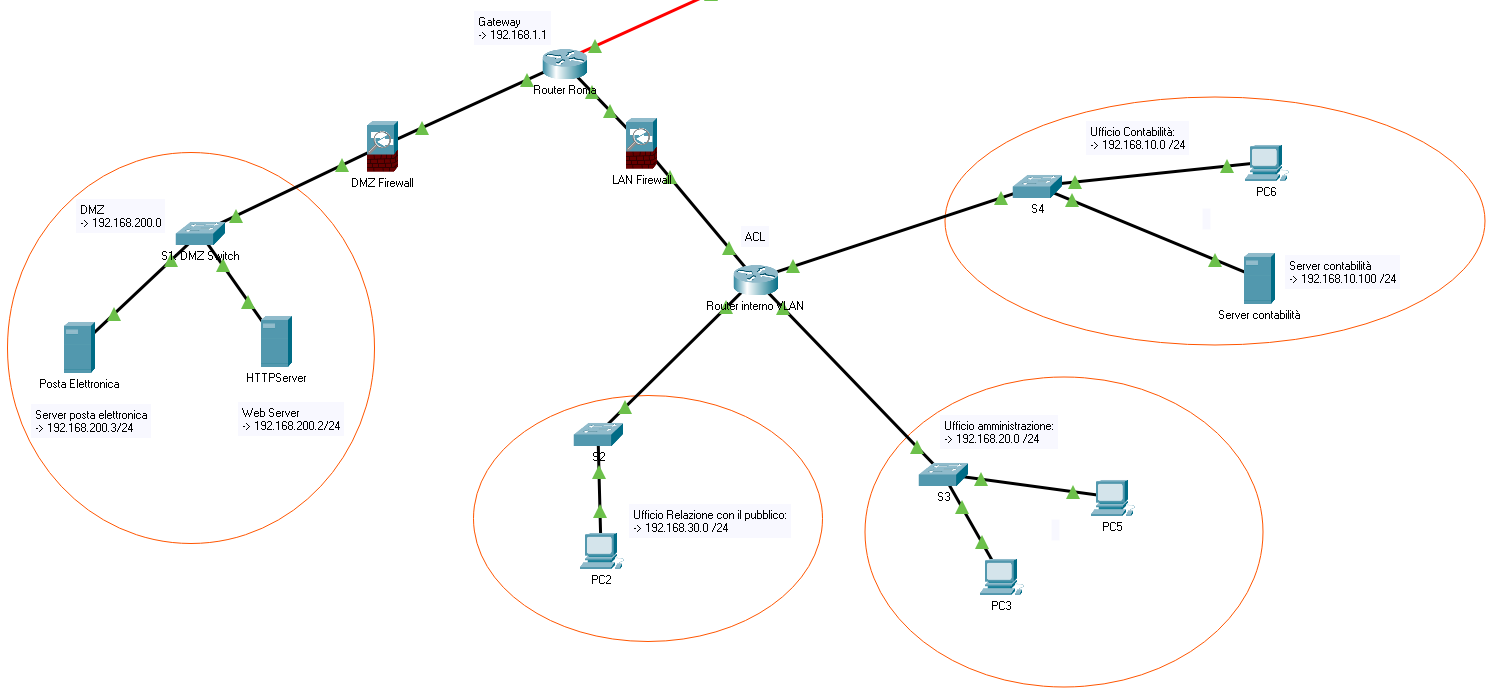 Gateway
-> 192.168.1.1
Router Roma
DMZ Firewall
LAN Firewall
DMZ
-> 192.168.200.0
S1: DMZ Switch
Posta Elettronica
HTTPServer
Server posta elettronica
-> 192.168.200.3/24
Web Server
-> 192.168.200.2/24
ACL
Router interno VLAN
Ufficio Contabilità:
-> 192.168.10.0 /24
S4
PC6
Server contabilità
-> 192.168.10.100 /24
Server contabilità
S2
Ufficio Relazione con il pubblico:
-> 192.168.30.0 /24
PC2
Ufficio amministrazione:
-> 192.168.20.0 /24
S3
PC5
PC3